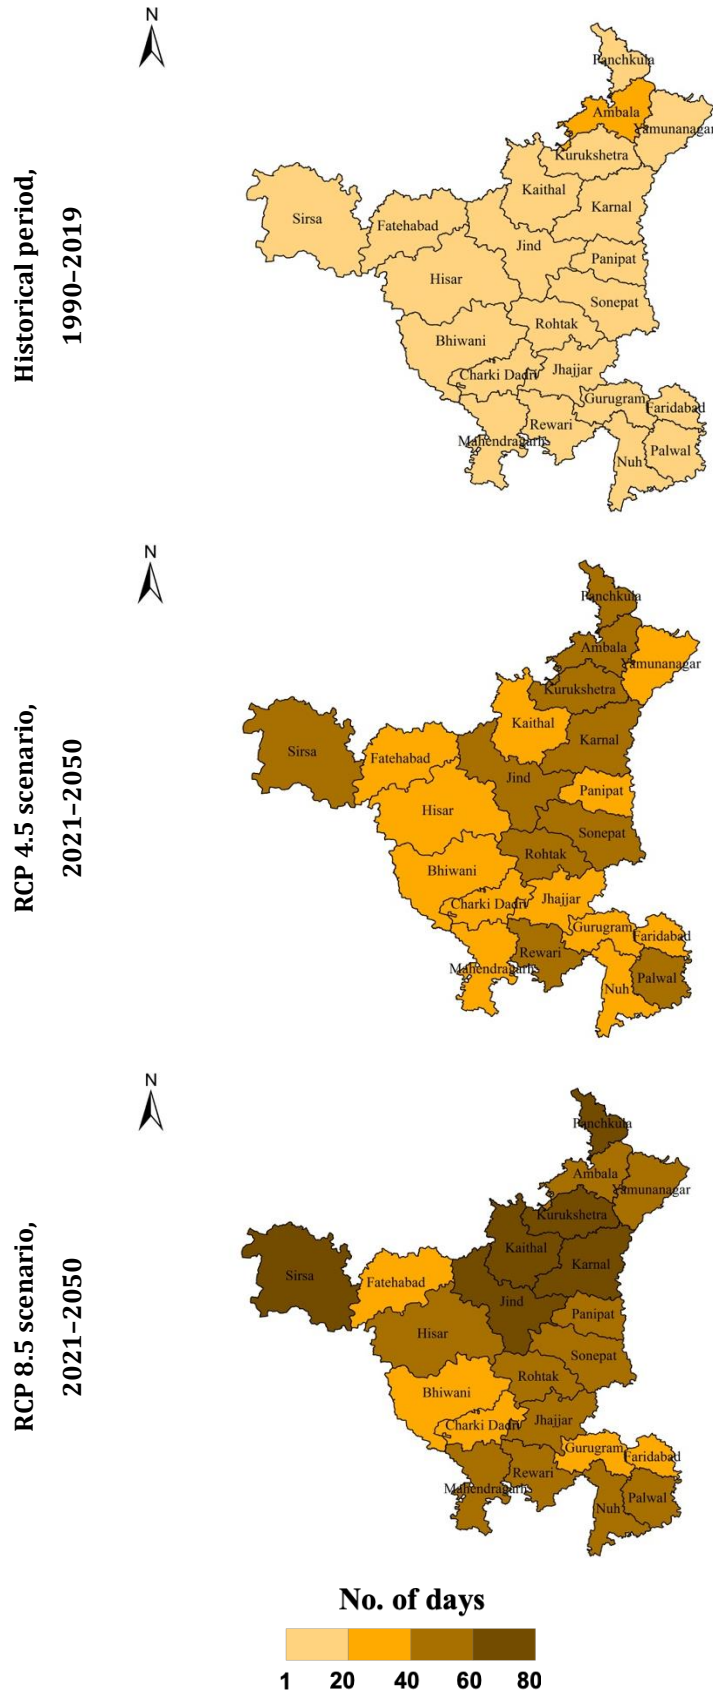 N
Historical period,
1990–2019
Panchkula
Ambala
Yamunanagar
Kurukshetra
Kaithal
Karnal
Sirsa
Fatehabad
Jind
Panipat
Hisar
Sonepat
Rohtak
Bhiwani
Jhajjar
Charki Dadri
Gurugram
Faridabad
Rewari
Mahendragarh
Palwal
Nuh
N
RCP 4.5 scenario,
2021–2050
Panchkula
Ambala
Yamunanagar
Kurukshetra
Kaithal
Karnal
Sirsa
Fatehabad
Jind
Panipat
Hisar
Sonepat
Rohtak
Bhiwani
Jhajjar
Charki Dadri
Gurugram
Faridabad
Rewari
Mahendragarh
Palwal
Nuh
N
RCP 8.5 scenario,
2021–2050
Panchkula
Ambala
Yamunanagar
Kurukshetra
Kaithal
Karnal
Sirsa
Fatehabad
Jind
Panipat
Hisar
Sonepat
Rohtak
Bhiwani
Jhajjar
Charki Dadri
Gurugram
Faridabad
Rewari
Mahendragarh
Palwal
Nuh
No. of days
1 20 40 60 80